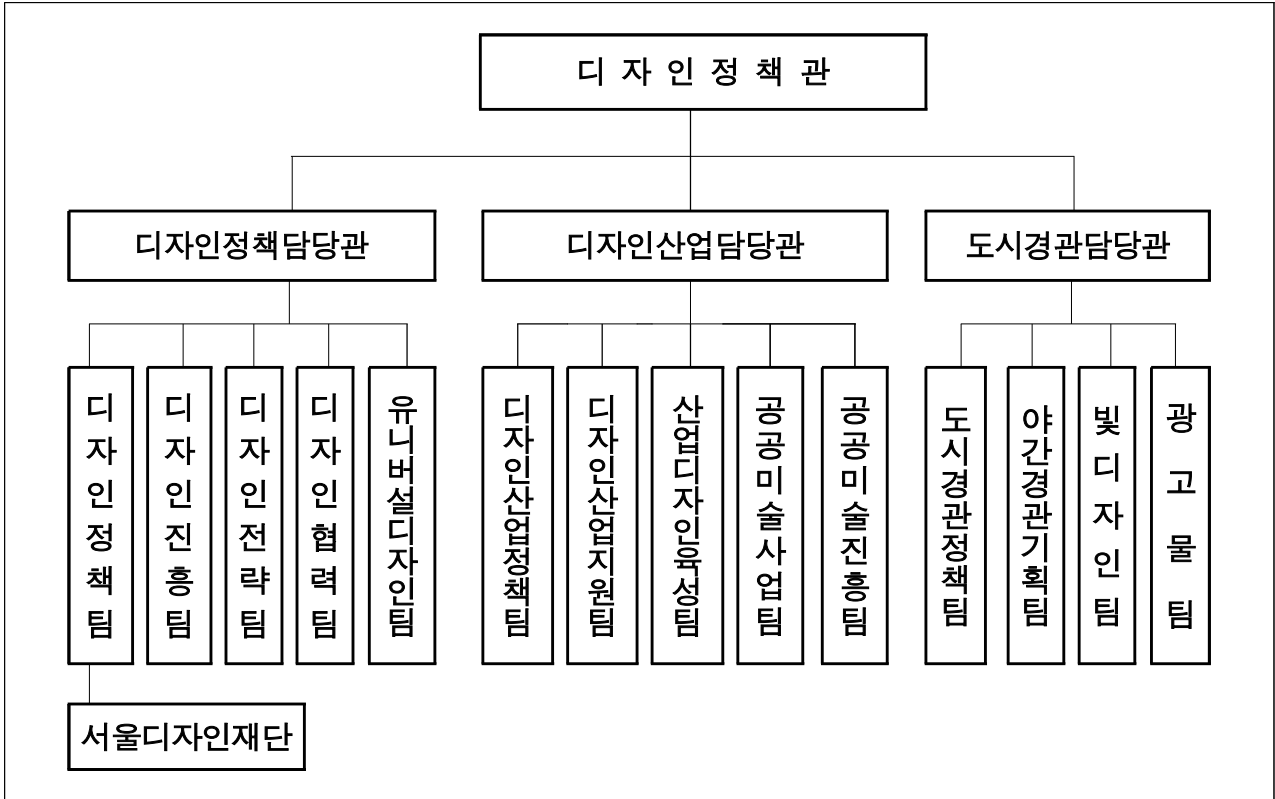 디자인정책관
디자인정책담당관
디자인산업담당관
도시경관담당관
디자인정책팀
디자인진흥팀
디자인전략팀
디자인협력팀
유니버설디자인팀
디자인산업정책팀
디자인산업지원팀
산업디자인육성팀
공공미술사업팀
공공미술진흥팀
도시경관정책팀
야간경관기획팀
빛디자인팀
광고물팀
서울디자인재단